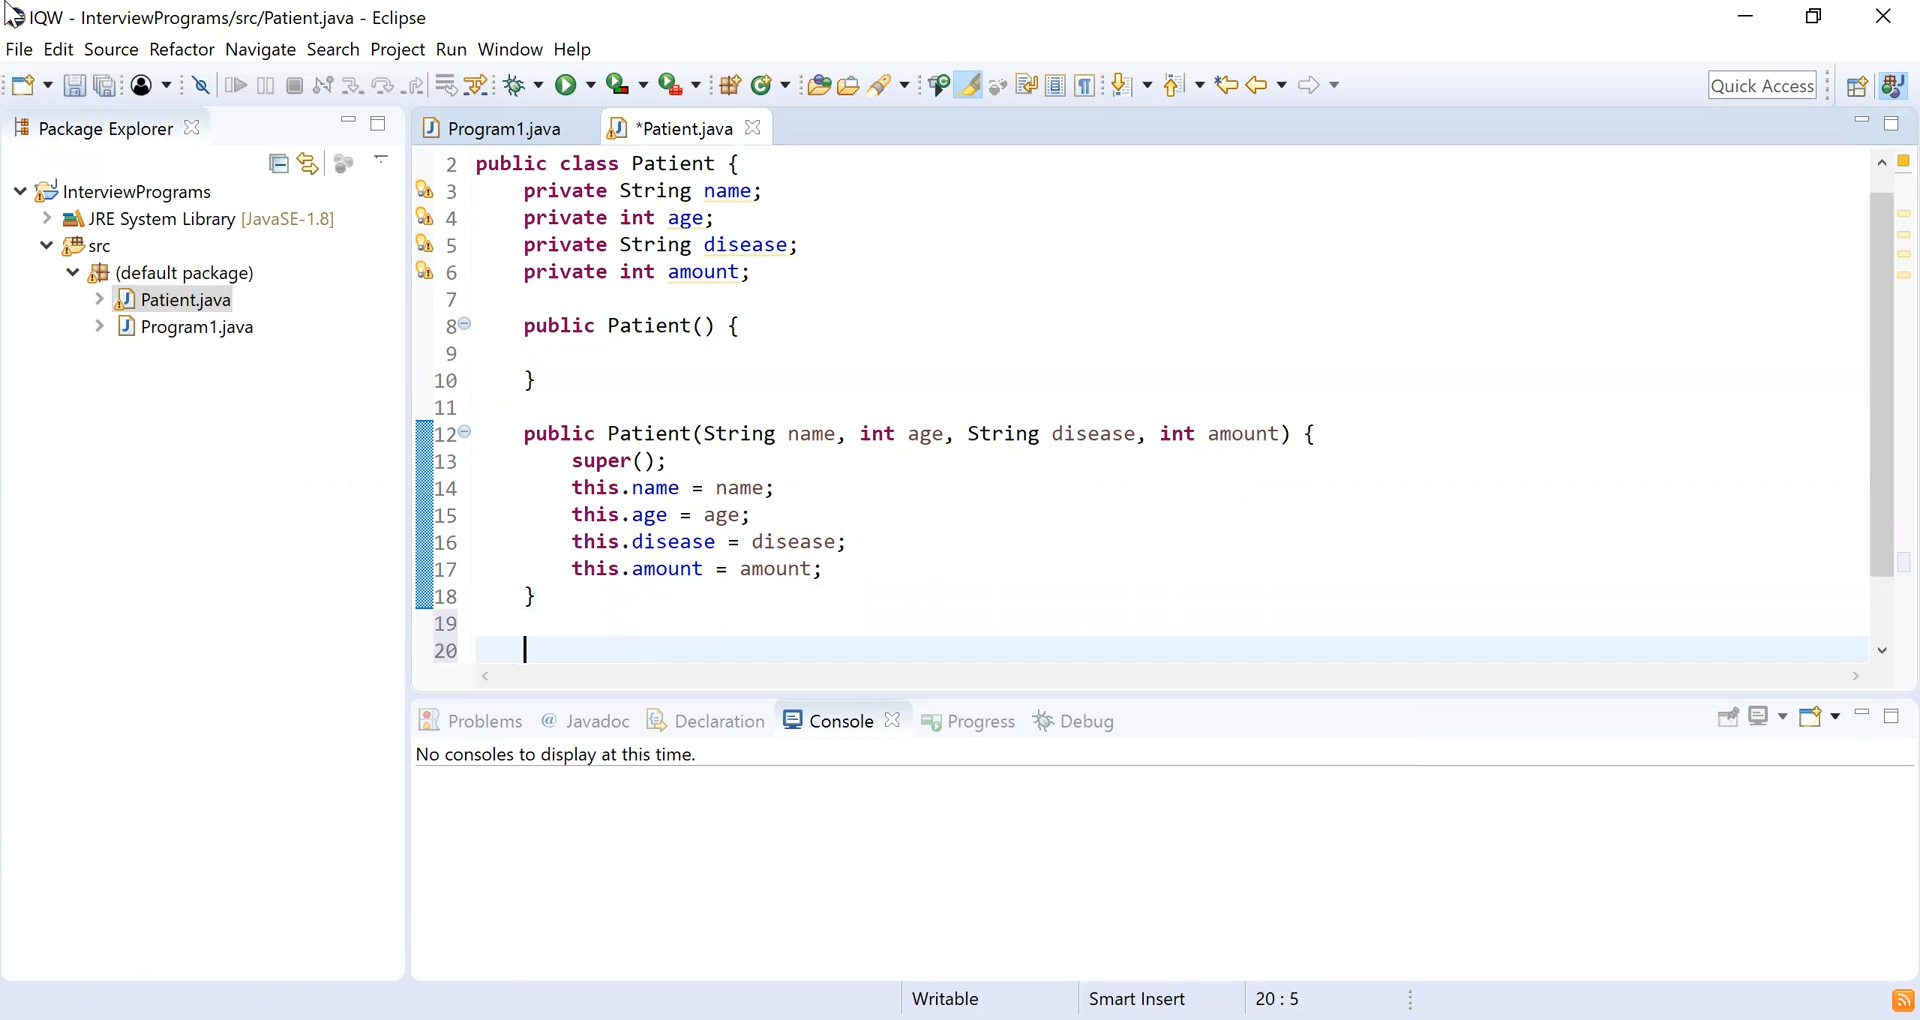 IQW - InterviewPrograms/src/Patient.java - Eclipse
File Edit Source Refactor Navigate Search Project Run Window Help
Quick Access
Package Explorer
Program1.java
*Patient.java
InterviewPrograms
JRE System Library [JavaSE-1.8]
src
(default package)
Patient.java
Program1.java
2 public class Patient {
3 private String name;
4 private int age;
5 private String disease;
6 private int amount;
7
8 public Patient() {
9
10 }
11
12 public Patient(String name, int age, String disease, int amount) {
13 super();
14 this.name = name;
15 this.age = age;
16 this.disease = disease;
17 this.amount = amount;
18 }
19
20
Problems @ Javadoc Declaration Console Progress Debug
No consoles to display at this time.
Writable Smart Insert 20 : 5